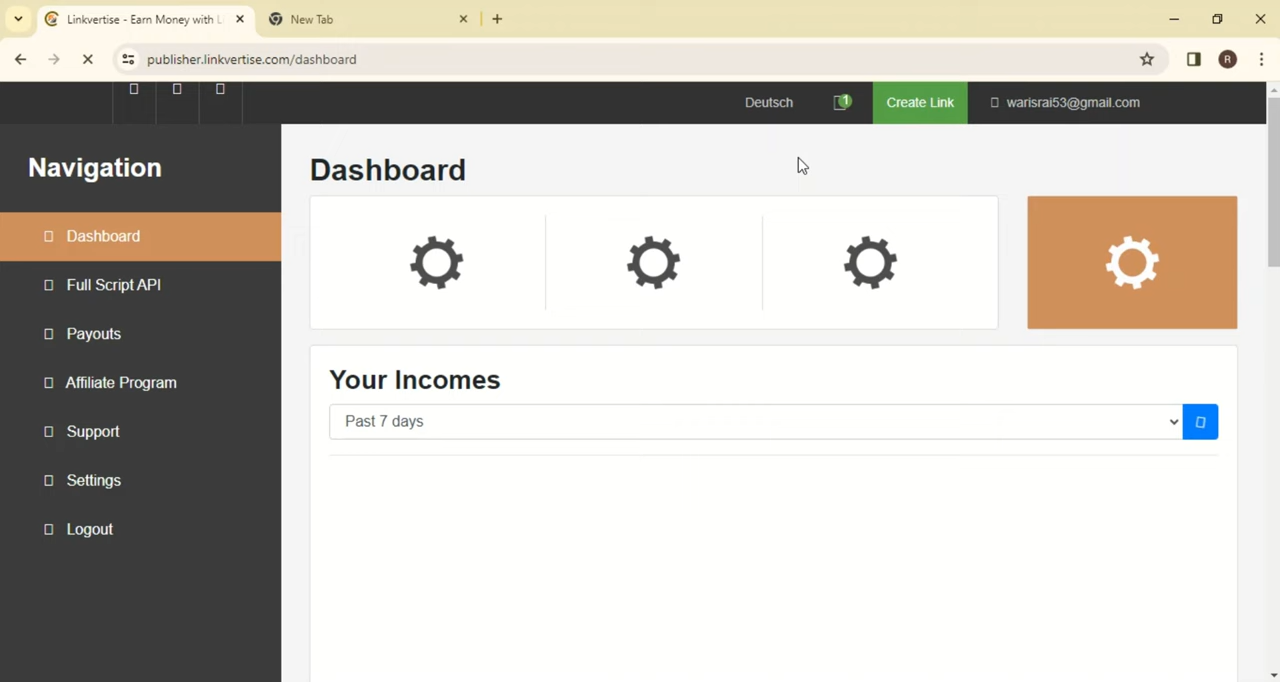 Linkvertise - Earn Money with L
New Tab
publisher.linkvertise.com/dashboard
R
Deutsch
1
Create Link
warisrai53@gmail.com
Navigation
Dashboard
Full Script API
Payouts
Affiliate Program
Support
Settings
Logout
Dashboard
Your Incomes
Past 7 days